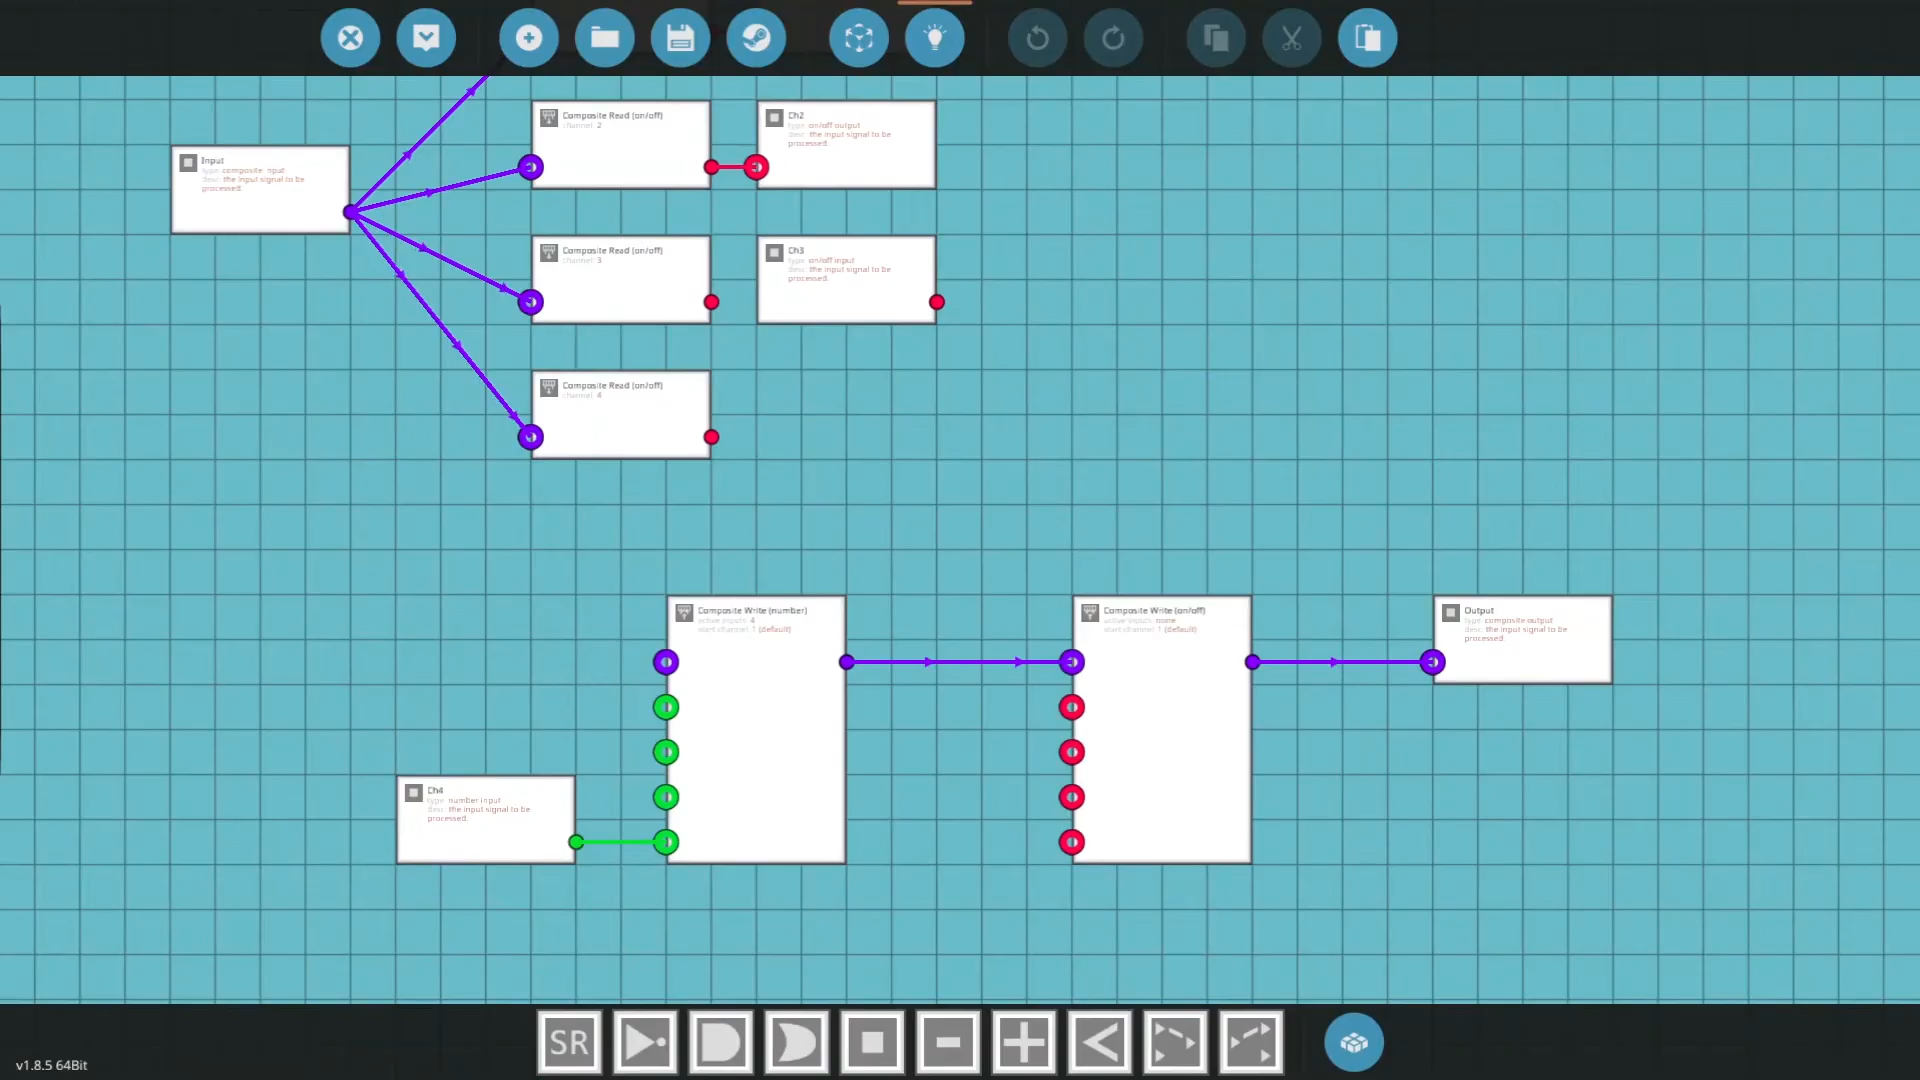 Composite Read (on/off)
channel: 2
Ch2
type: on/off output
desc: the input signal to be
processed.
Input
type: composite input
desc: the input signal to be
processed.
Composite Read (on/off)
channel: 3
Ch3
type: on/off input
desc: the input signal to be
processed.
Composite Read (on/off)
channel: 4
Composite Write (number)
active inputs: 4
start channel: 1 (default)
Composite Write (on/off)
active inputs: none
start channel: 1 (default)
Output
type: composite output
desc: the input signal to be
processed.
Ch4
type: number input
desc: the input signal to be
processed.
SR
v1.8.5 64Bit